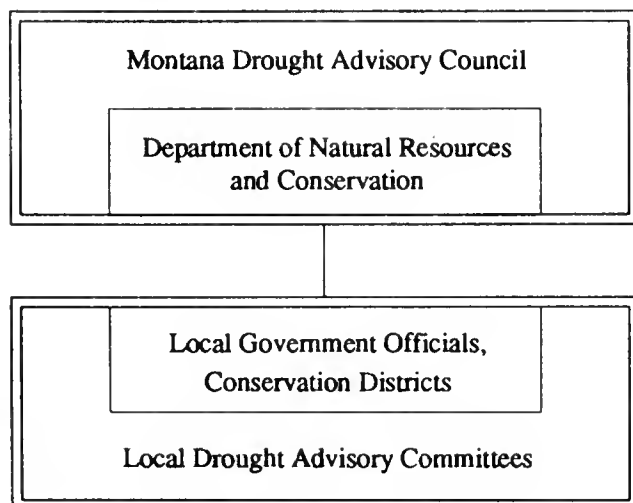 Montana Drought Advisory Council
Department of Natural Resources
and Conservation
Local Government Officials,
Conservation Districts
Local Drought Advisory Committees